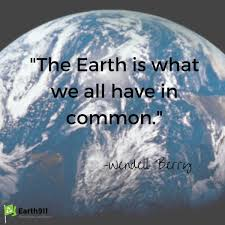 "The Earth is what
we all have in
common."
-Wendell Berry
Earth911